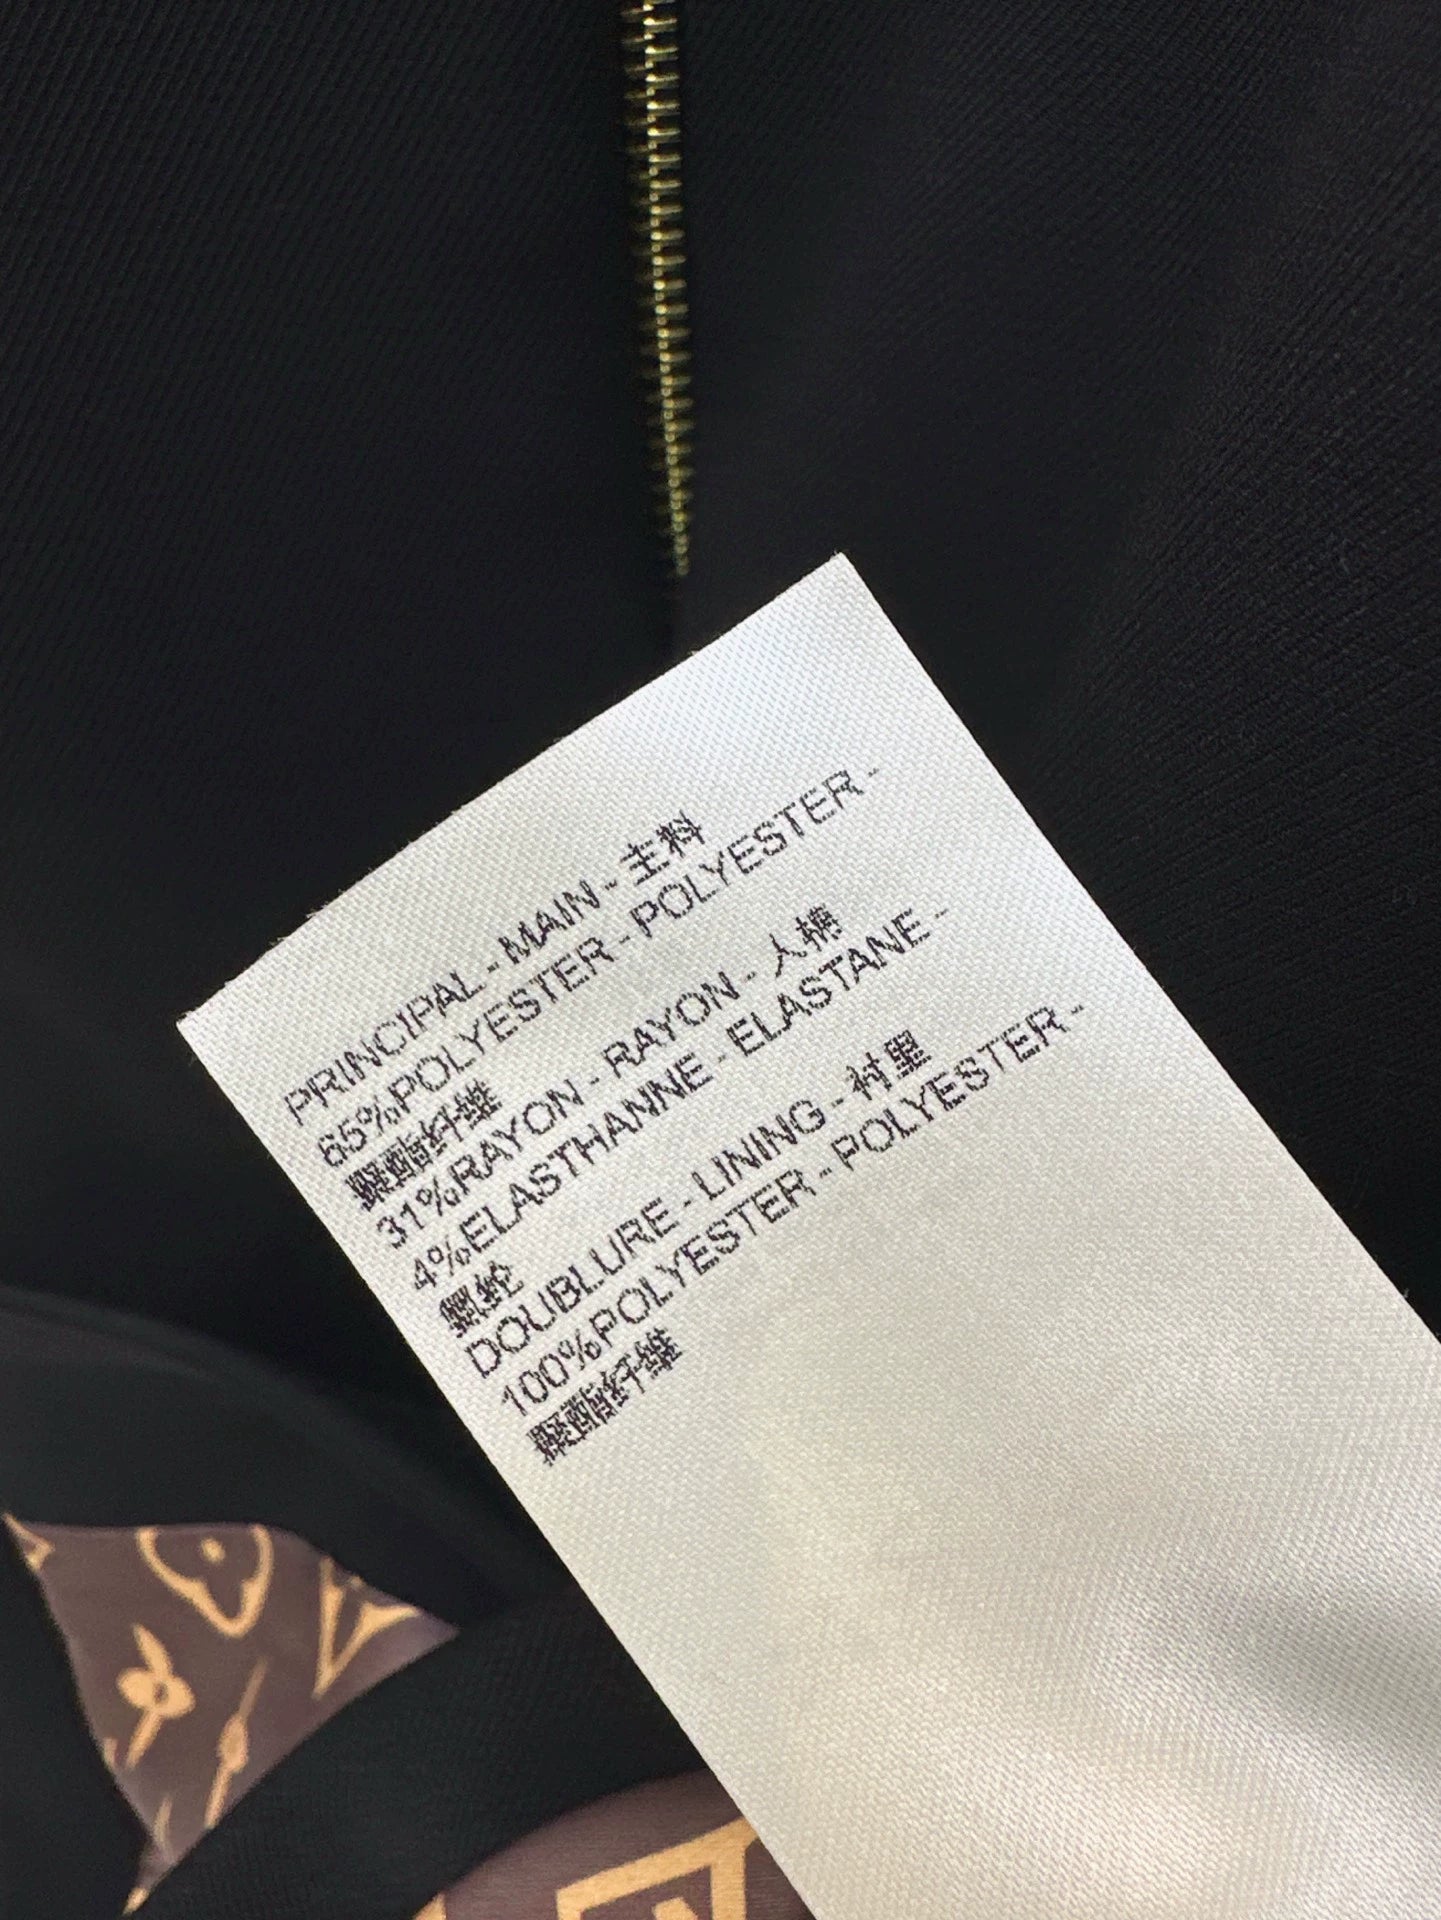 PRINCIPAL - MAIN - 主料
65%POLYESTER - POLYESTER -
聚酯纤维
31%RAYON - RAYON - 人棉
4%ELASTHANNE - ELASTANE -
氨纶
DOUBLURE - LINING - 衬里
100%POLYESTER - POLYESTER -
聚酯纤维